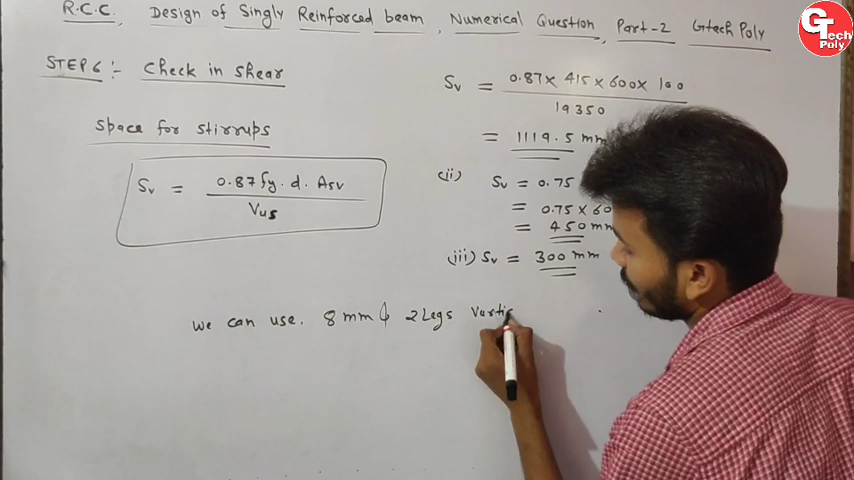 R.C.C. Design of Singly Reinforced beam, Numerical Question, Part-2 Gtech Poly
GTech Poly
STEP 6 :- Check in Shear
Space for stirrups
Sv = 0.87 fy . d . Asv
Vus
Sv = 0.87 x 415 x 600 x 100
19350
= 1119.5 mm
(ii) Sv = 0.75
= 0.75 x 60
= 450 mm
(iii) Sv = 300 mm
We can use. 8 mm ϕ 2 Legs Vertic